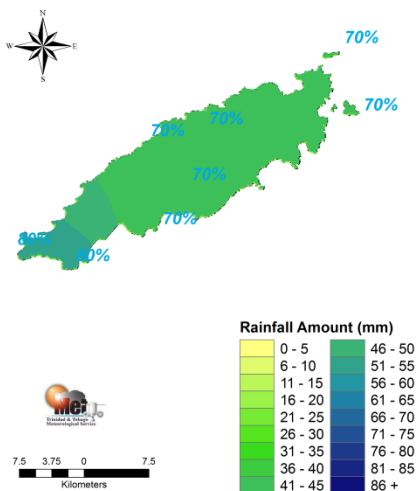 N
W E
S
70%
70%
70%
70%
70%
70%
80%
80%
Rainfall Amount (mm)
0 - 5
6 - 10
11 - 15
16 - 20
21 - 25
26 - 30
31 - 35
36 - 40
41 - 45
46 - 50
51 - 55
56 - 60
61 - 65
66 - 70
71 - 75
76 - 80
81 - 85
86 +
Met
Trinidad & Tobago
Meteorological Service
7.5 3.75 0 7.5
Kilometers